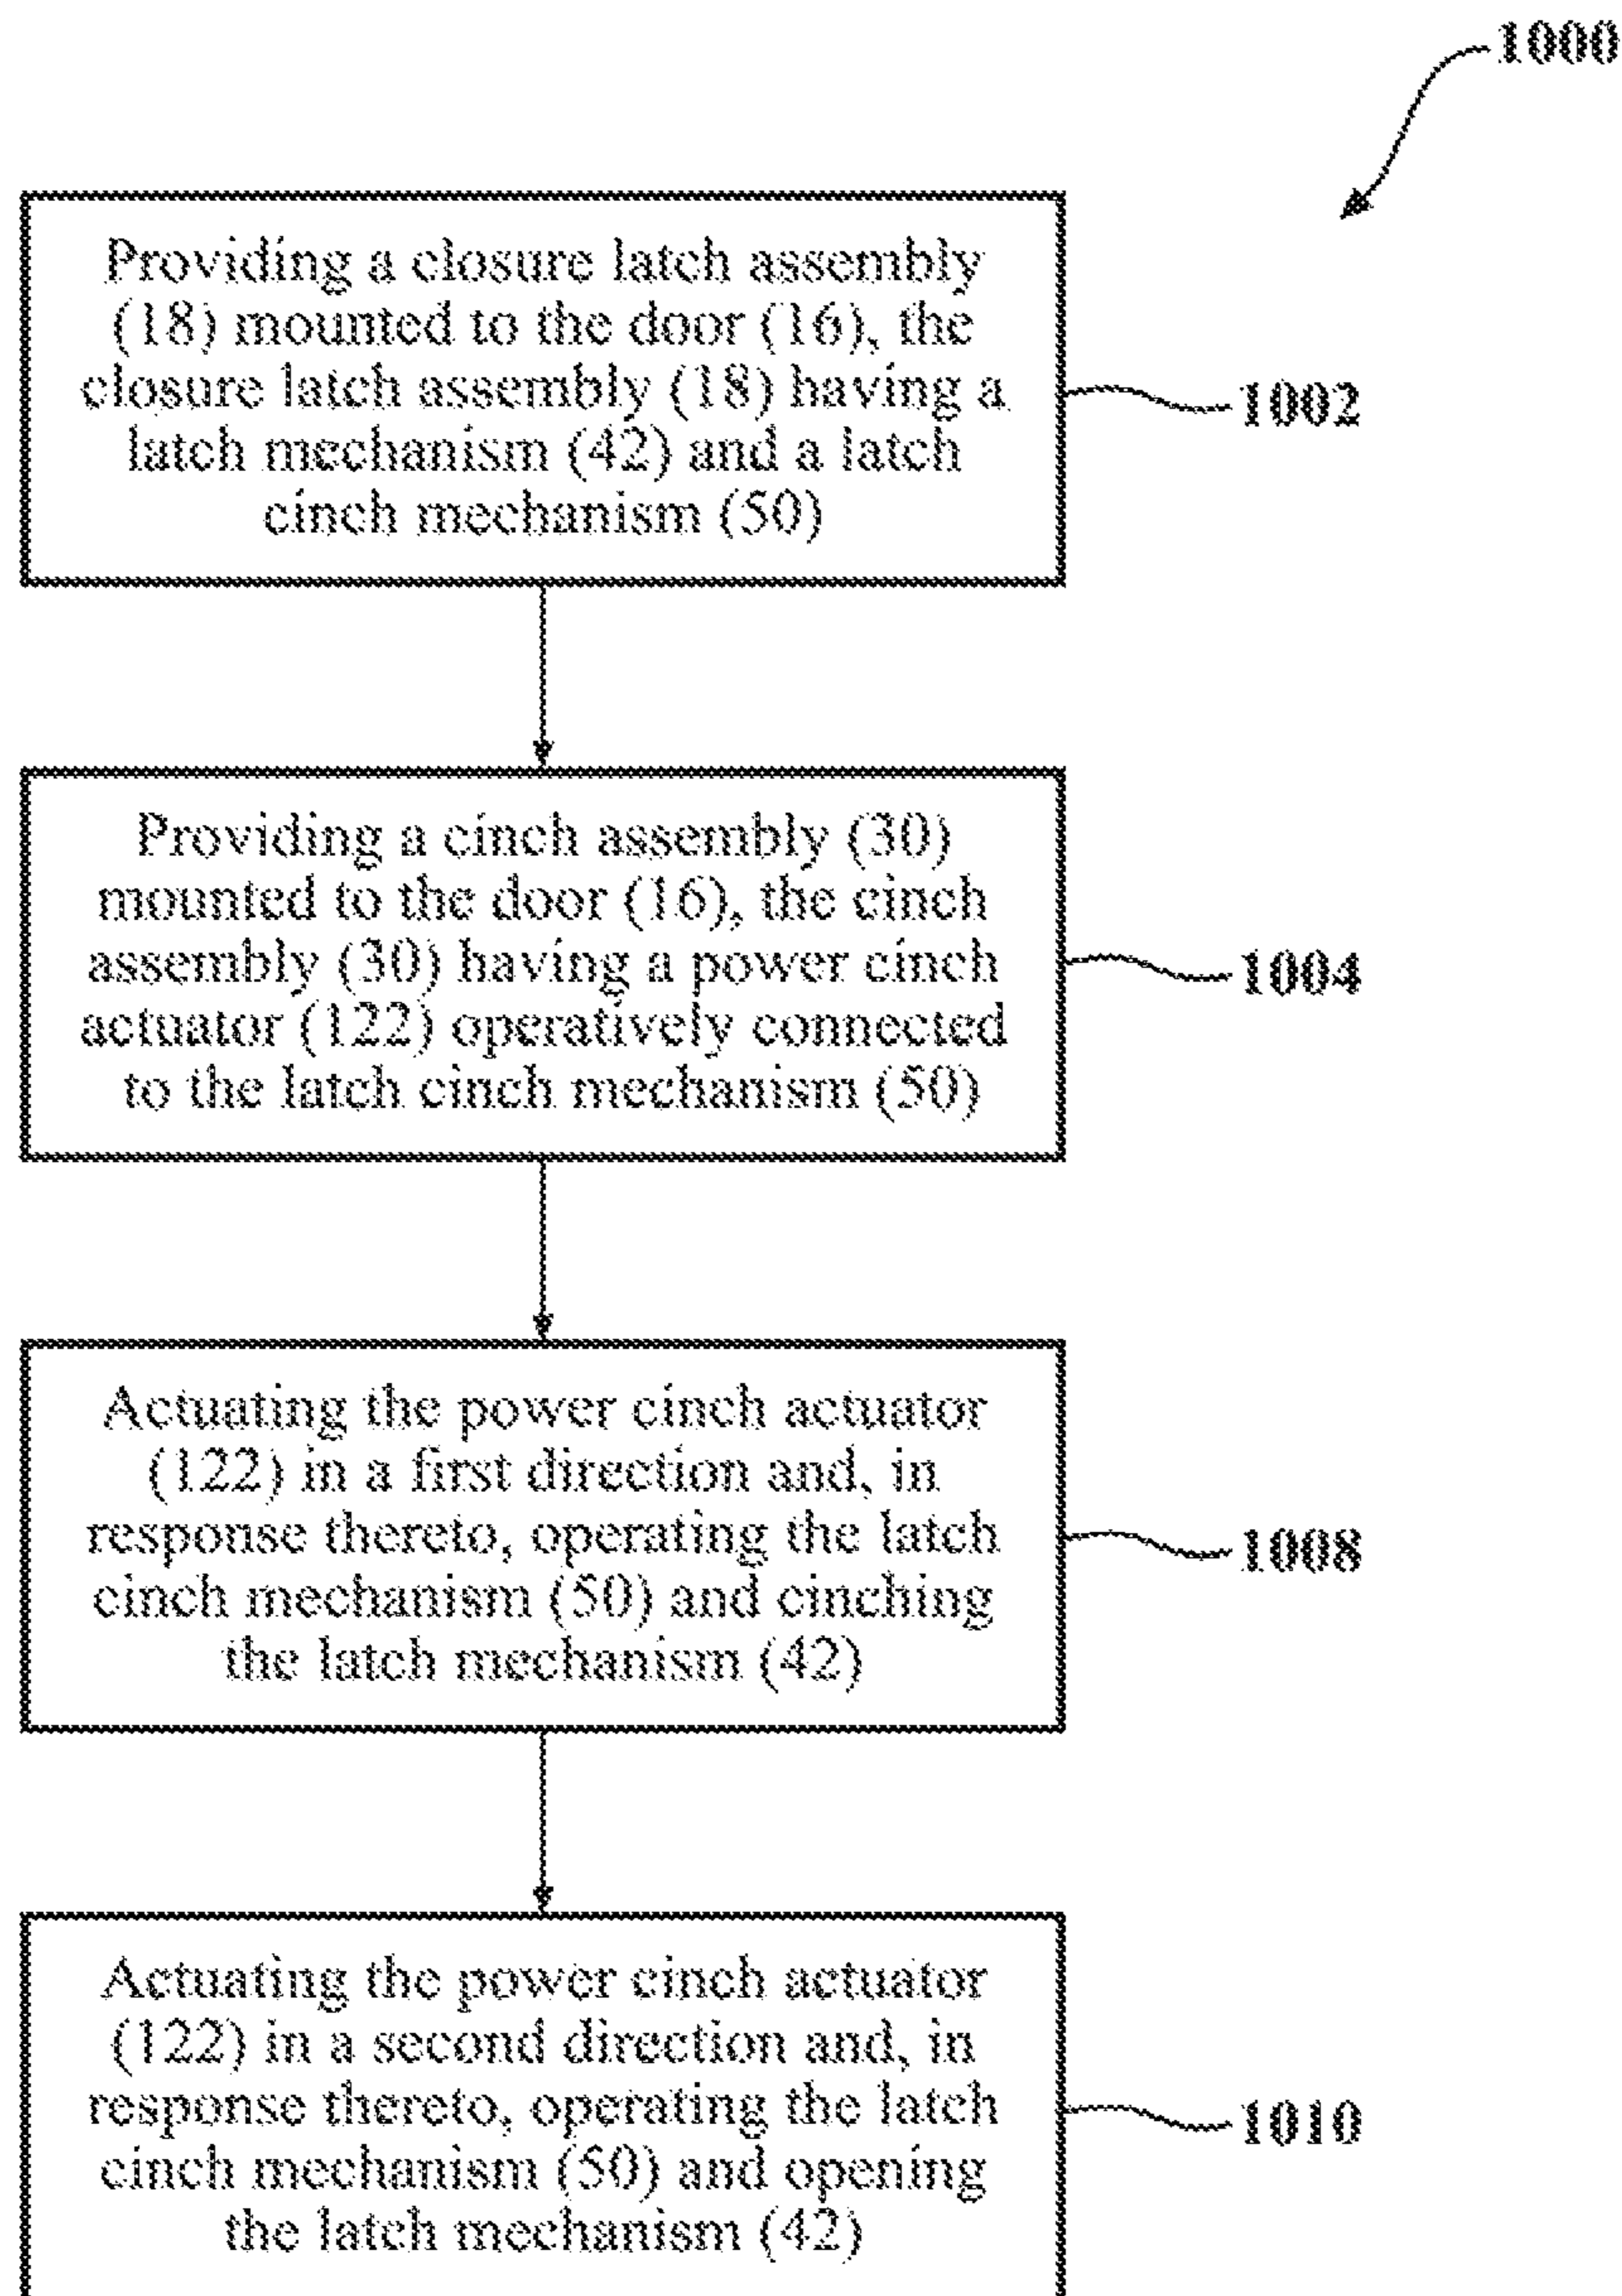 1000
Providing a closure latch assembly
(18) mounted to the door (16), the
closure latch assembly (18) having a
latch mechanism (42) and a latch
cinch mechanism (50)
1002
Providing a cinch assembly (30)
mounted to the door (16), the cinch
assembly (30) having a power cinch
actuator (122) operatively connected
to the latch cinch mechanism (50)
1004
Actuating the power cinch actuator
(122) in a first direction and, in
response thereto, operating the latch
cinch mechanism (50) and cinching
the latch mechanism (42)
1008
Actuating the power cinch actuator
(122) in a second direction and, in
response thereto, operating the latch
cinch mechanism (50) and opening
the latch mechanism (42)
1010